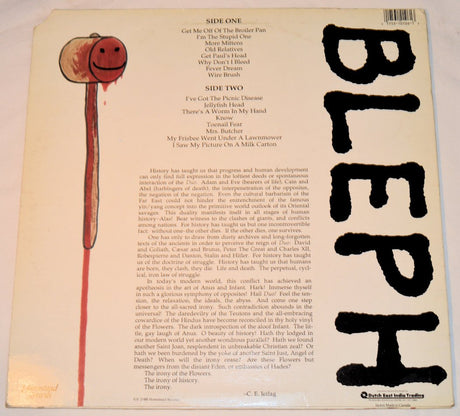 SIDE ONE
Get Me Off Of The Broiler Pan
I'm The Stupid One
More Mittens
Old Relatives
Get Paul's Head
Why Don't I Bleed
Fever Dream
Wire Brush
SIDE TWO
I've Got The Picnic Disease
Jellyfish Head
There's A Worm In My Hand
Know
Toenail Fear
Mrs. Butcher
My Frisbee Went Under A Lawnmower
I Saw My Picture On A Milk Carton
History has taught us that progress and human development
can only find full expression in the loftiest deeds or spontaneous
interaction of the Duo: Adam and Eve (bearers of life), Cain and
Abel (harbingers of death), the interpenetration of the opposites,
the negation of the negation. Even the cultural barbarisis of the
Far East could not hinder the entrenchment of the famous
yin/yang concept into the primitive world outlook of its Oriental
savages. This duality manifests itself in all stages of human
history-Alas! Bear witness to the clashes of giants, and conflicts
among nations. For history has taught us but one incontrovertible
fact: without one-the other dies. If the other dies, one survives.
One has only to draw from diarty archives and long-forgotten
texts of the ancients in order to perceive the reign of Duo: David
and Goliath, Caesar and Brutus, Peter The Great and Charles XII,
Robespierre and Danton, Stalin and Hitler. For history has taught
us of the doctrine of struggle. History has taught us that humans
are born, they clash, they die. Life and death. The perpetual, cyclical,
iron law of struggle.
In today's modern world, this conflict has achieved an
apotheosis in the art of Anus and Infant. Hark! Immerse thyself
in such a glorious symphony of opposites! Hail Duo! Feel the tension,
the relaxation, the ideals, the abyss. And come one step
closer to the all-sacred irony. Such contradiction abounds in the
universe! The daredevilry of the Teutons and the all-embracing
cowardice of the Hindus have become reconciled in thy holy vinyl
of the Flowers. The dark introspection of the aloof Infant. The life,
gay laugh of Anus. O beauty of history! Hath thy lodged in our
modern world yet another wondrous parallel? Hath we found
another Saint Joan, resplendent in unbreakable Christian zeal? Or
hath we been burdened by the yoke of another Saint East, Angel of
Death? When will the irony cease? Are these Flowers but
messengers from the distant Eden, or enthusiasts of Hades?
The irony of the Flowers.
The irony of history.
The irony.
-C. E. Terlag
BLEPH
Homestead
records
Dutch East India Trading